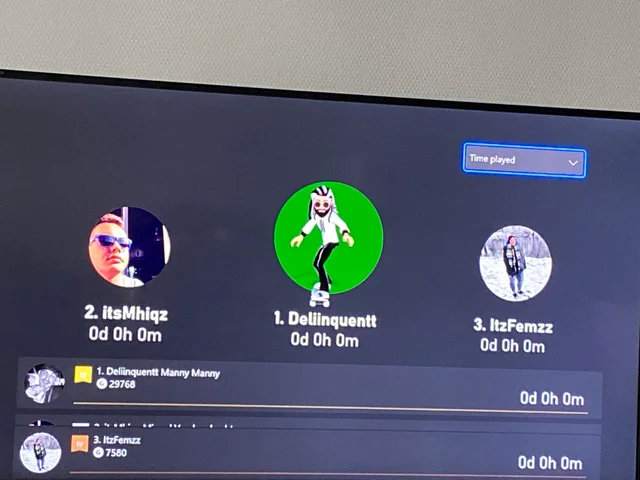 Time played
2. itsMhiqz
0d 0h 0m
1. Deliinquentt
0d 0h 0m
3. ItzFemzz
0d 0h 0m
1. Deliinquentt Manny Manny
G 29768
0d 0h 0m
3. ItzFemzz
G 7580
0d 0h 0m